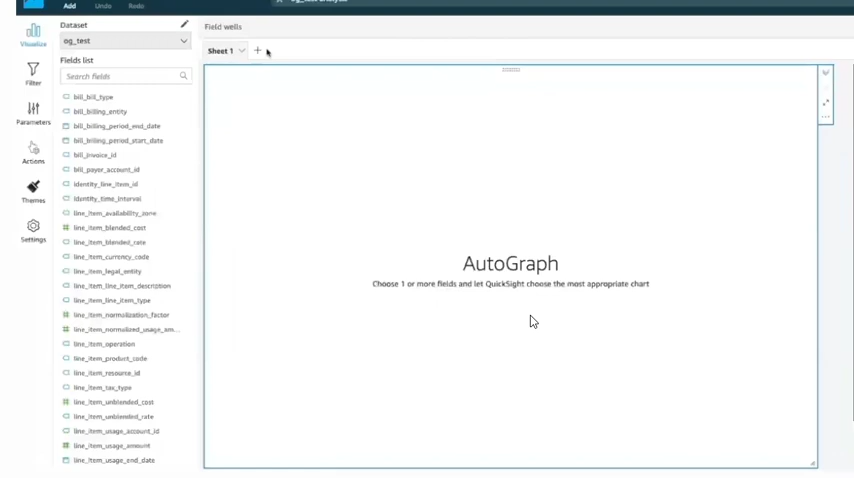 Add Undo Redo
Visualize
Filter
Parameters
Actions
Themes
Settings
Dataset
og_test
Fields list
Search fields
bill_bill_type
bill_billing_entity
bill_billing_period_end_date
bill_billing_period_start_date
bill_invoice_id
bill_payer_account_id
identity_line_item_id
identity_time_interval
line_item_availability_zone
line_item_blended_cost
line_item_blended_rate
line_item_currency_code
line_item_legal_entity
line_item_line_item_description
line_item_line_item_type
line_item_normalization_factor
line_item_normalized_usage_am...
line_item_operation
line_item_product_code
line_item_resource_id
line_item_tax_type
line_item_unblended_cost
line_item_unblended_rate
line_item_usage_account_id
line_item_usage_amount
line_item_usage_end_date
Field wells
Sheet 1
AutoGraph
Choose 1 or more fields and let QuickSight choose the most appropriate chart